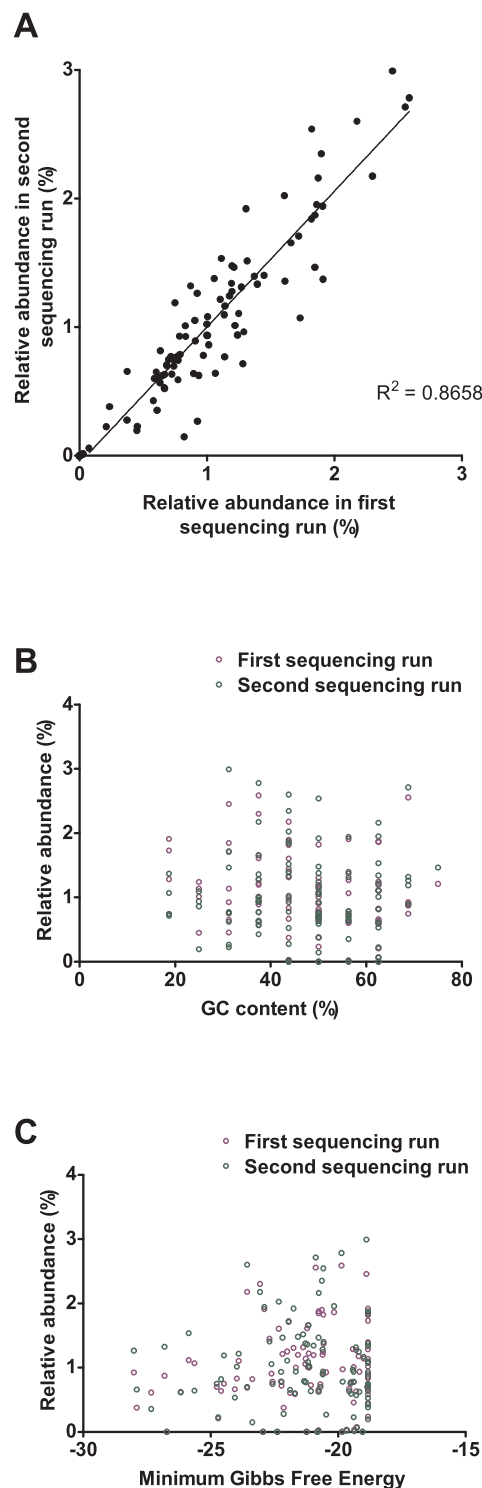 A
3
2
1
0
Relative abundance in second
sequencing run (%)
R² = 0.8658
0 1 2 3
Relative abundance in first
sequencing run (%)
B
First sequencing run
Second sequencing run
4
3
2
1
0
Relative abundance (%)
0 20 40 60 80
GC content (%)
C
First sequencing run
Second sequencing run
4
3
2
1
0
Relative abundance (%)
-30 -25 -20 -15
Minimum Gibbs Free Energy